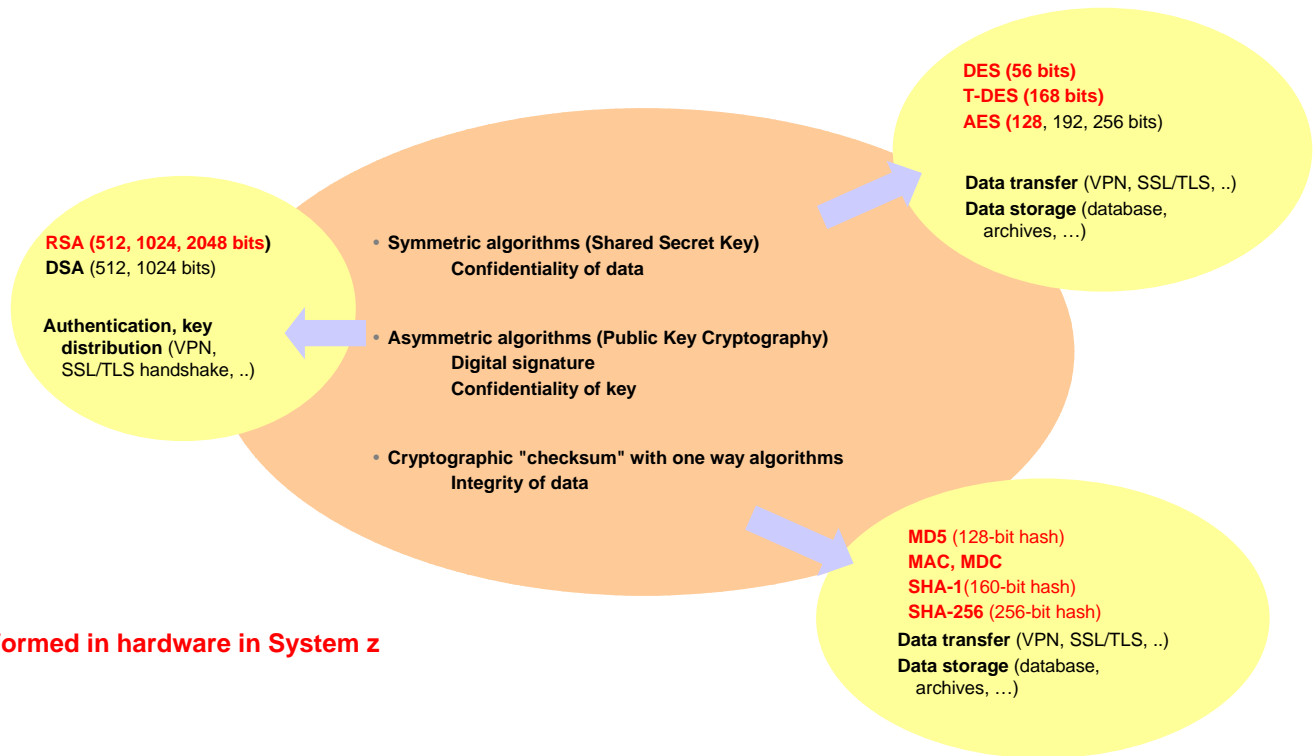 DES (56 bits)
T-DES (168 bits)
AES (128, 192, 256 bits)
Data transfer (VPN, SSL/TLS, ..)
Data storage (database,
archives, …)
RSA (512, 1024, 2048 bits)
DSA (512, 1024 bits)
Authentication, key
distribution (VPN,
SSL/TLS handshake, ..)
• Symmetric algorithms (Shared Secret Key)
Confidentiality of data
• Asymmetric algorithms (Public Key Cryptography)
Digital signature
Confidentiality of key
• Cryptographic "checksum" with one way algorithms
Integrity of data
MD5 (128-bit hash)
MAC, MDC
SHA-1(160-bit hash)
SHA-256 (256-bit hash)
Data transfer (VPN, SSL/TLS, ..)
Data storage (database,
archives, …)
formed in hardware in System z